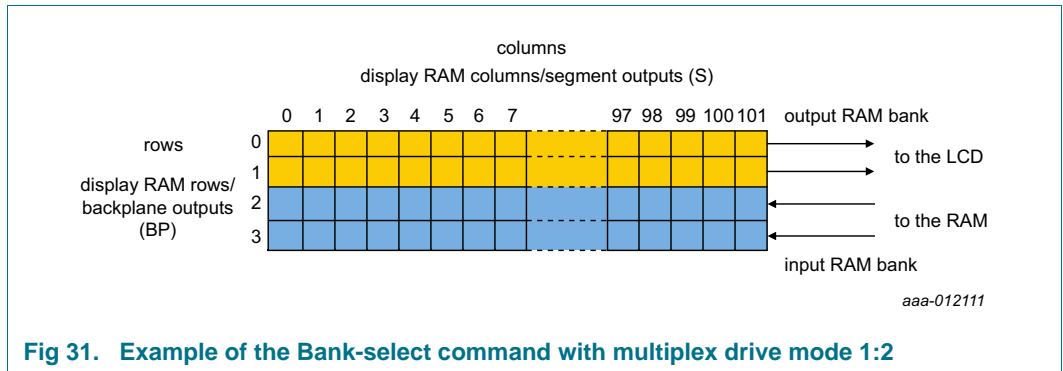 columns
display RAM columns/segment outputs (S)
0 1 2 3 4 5 6 7 97 98 99 100 101 output RAM bank
rows
0
to the LCD
1
display RAM rows/
backplane outputs
(BP)
2
to the RAM
3
input RAM bank
aaa-012111
Fig 31. Example of the Bank-select command with multiplex drive mode 1:2